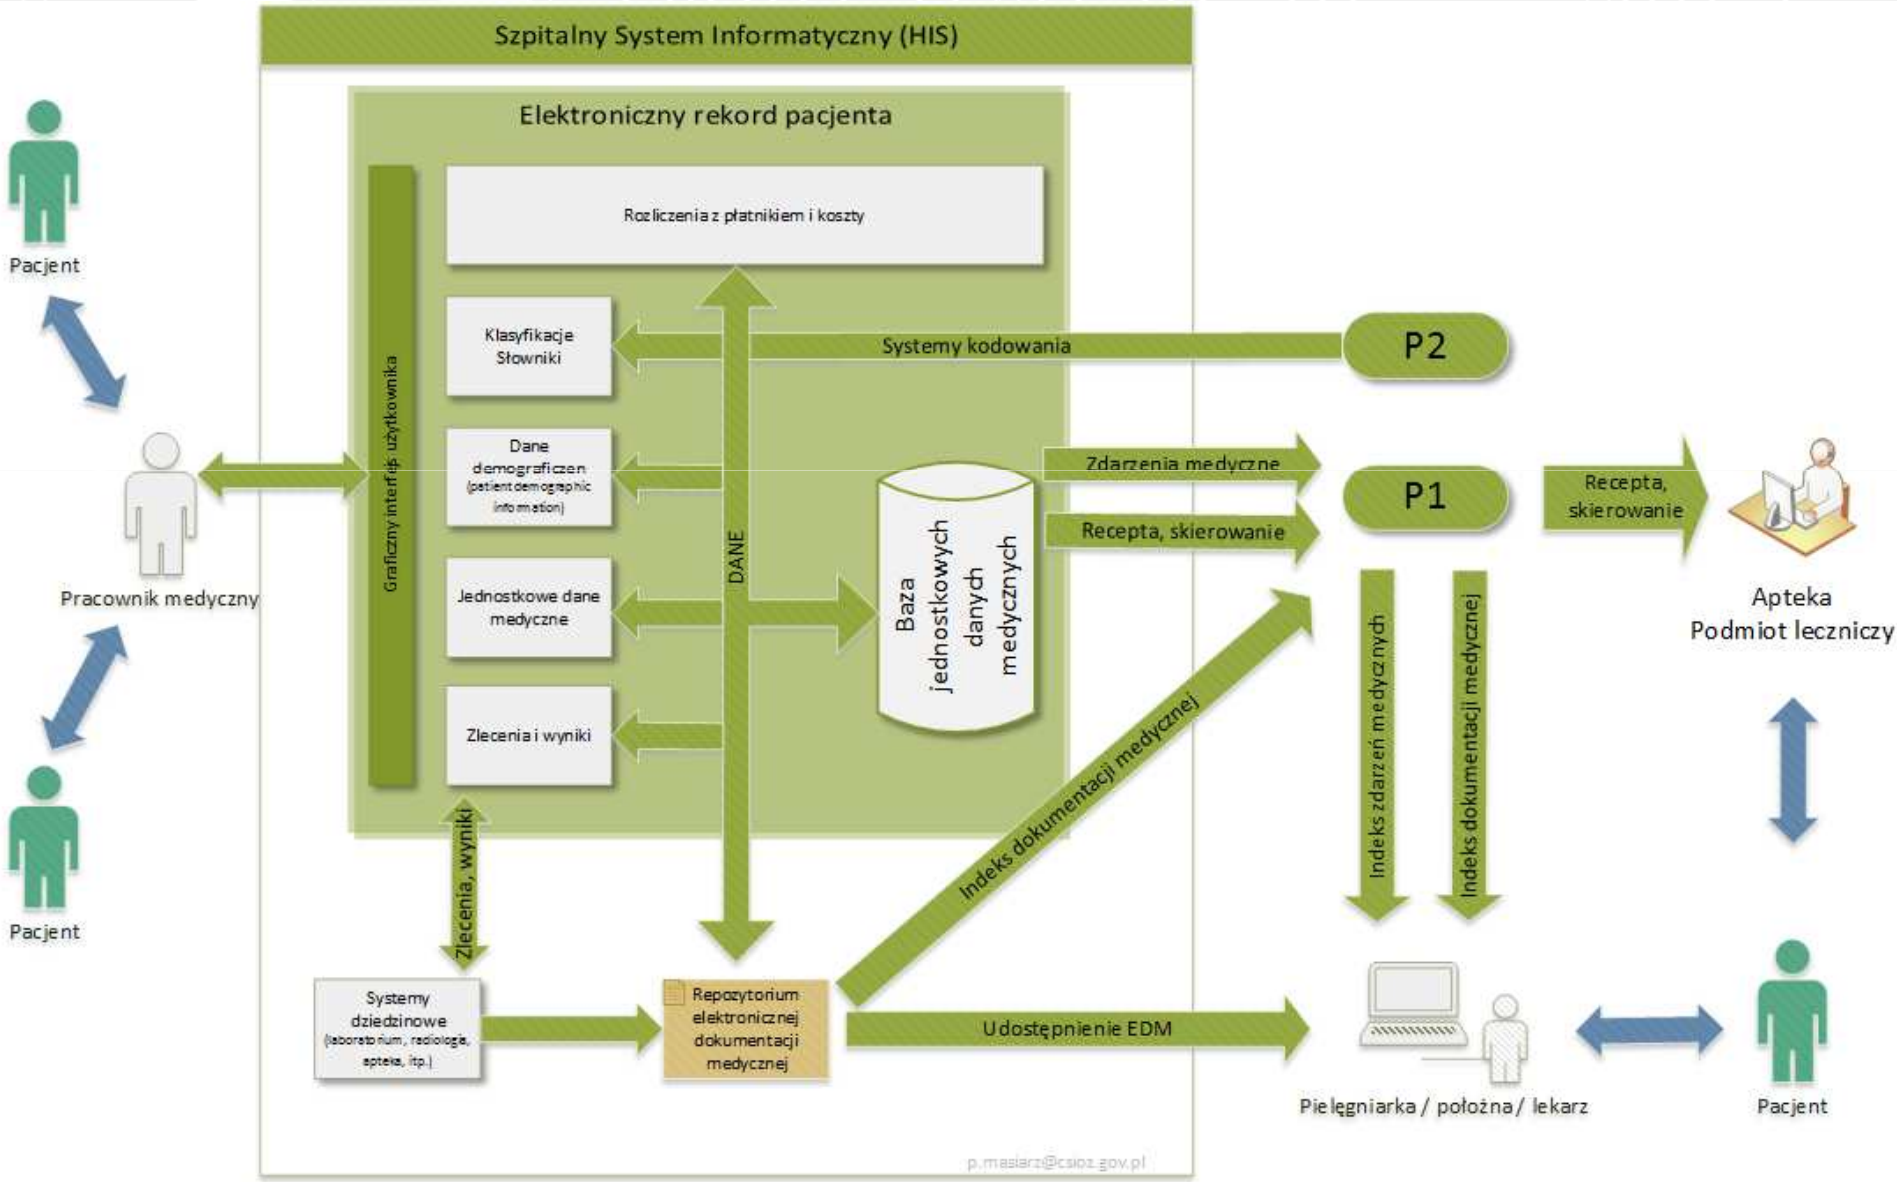 Szpitalny System Informatyczny (HIS)
Elektroniczny rekord pacjenta
Rozliczenia z płatnikiem i koszty
Pacjent
Graficzny interfejs użytkownika
Klasyfikacje
Słowniki
Systemy kodowania
P2
Dane
demograficzen
(patient demographic
information)
DANE
Baza
jednostkowych
danych
medycznych
Zdarzenia medyczne
Recepta, skierowanie
P1
Recepta,
skierowanie
Pracownik medyczny
Jednostkowe dane
medyczne
Apteka
Podmiot leczniczy
Zlecenia i wyniki
Indeks dokumentacji medycznej
Indeks zdarzeń medycznych
Indeks dokumentacji medycznej
Zlecenia, wyniki
Pacjent
Systemy
dziedzinowe
(laboratorium, radiologia,
apteka, itp.)
Repozytorium
elektronicznej
dokumentacji
medycznej
Udostępnienie EDM
Pielęgniarka / położna / lekarz
Pacjent
p.masiarz@csioz.gov.pl